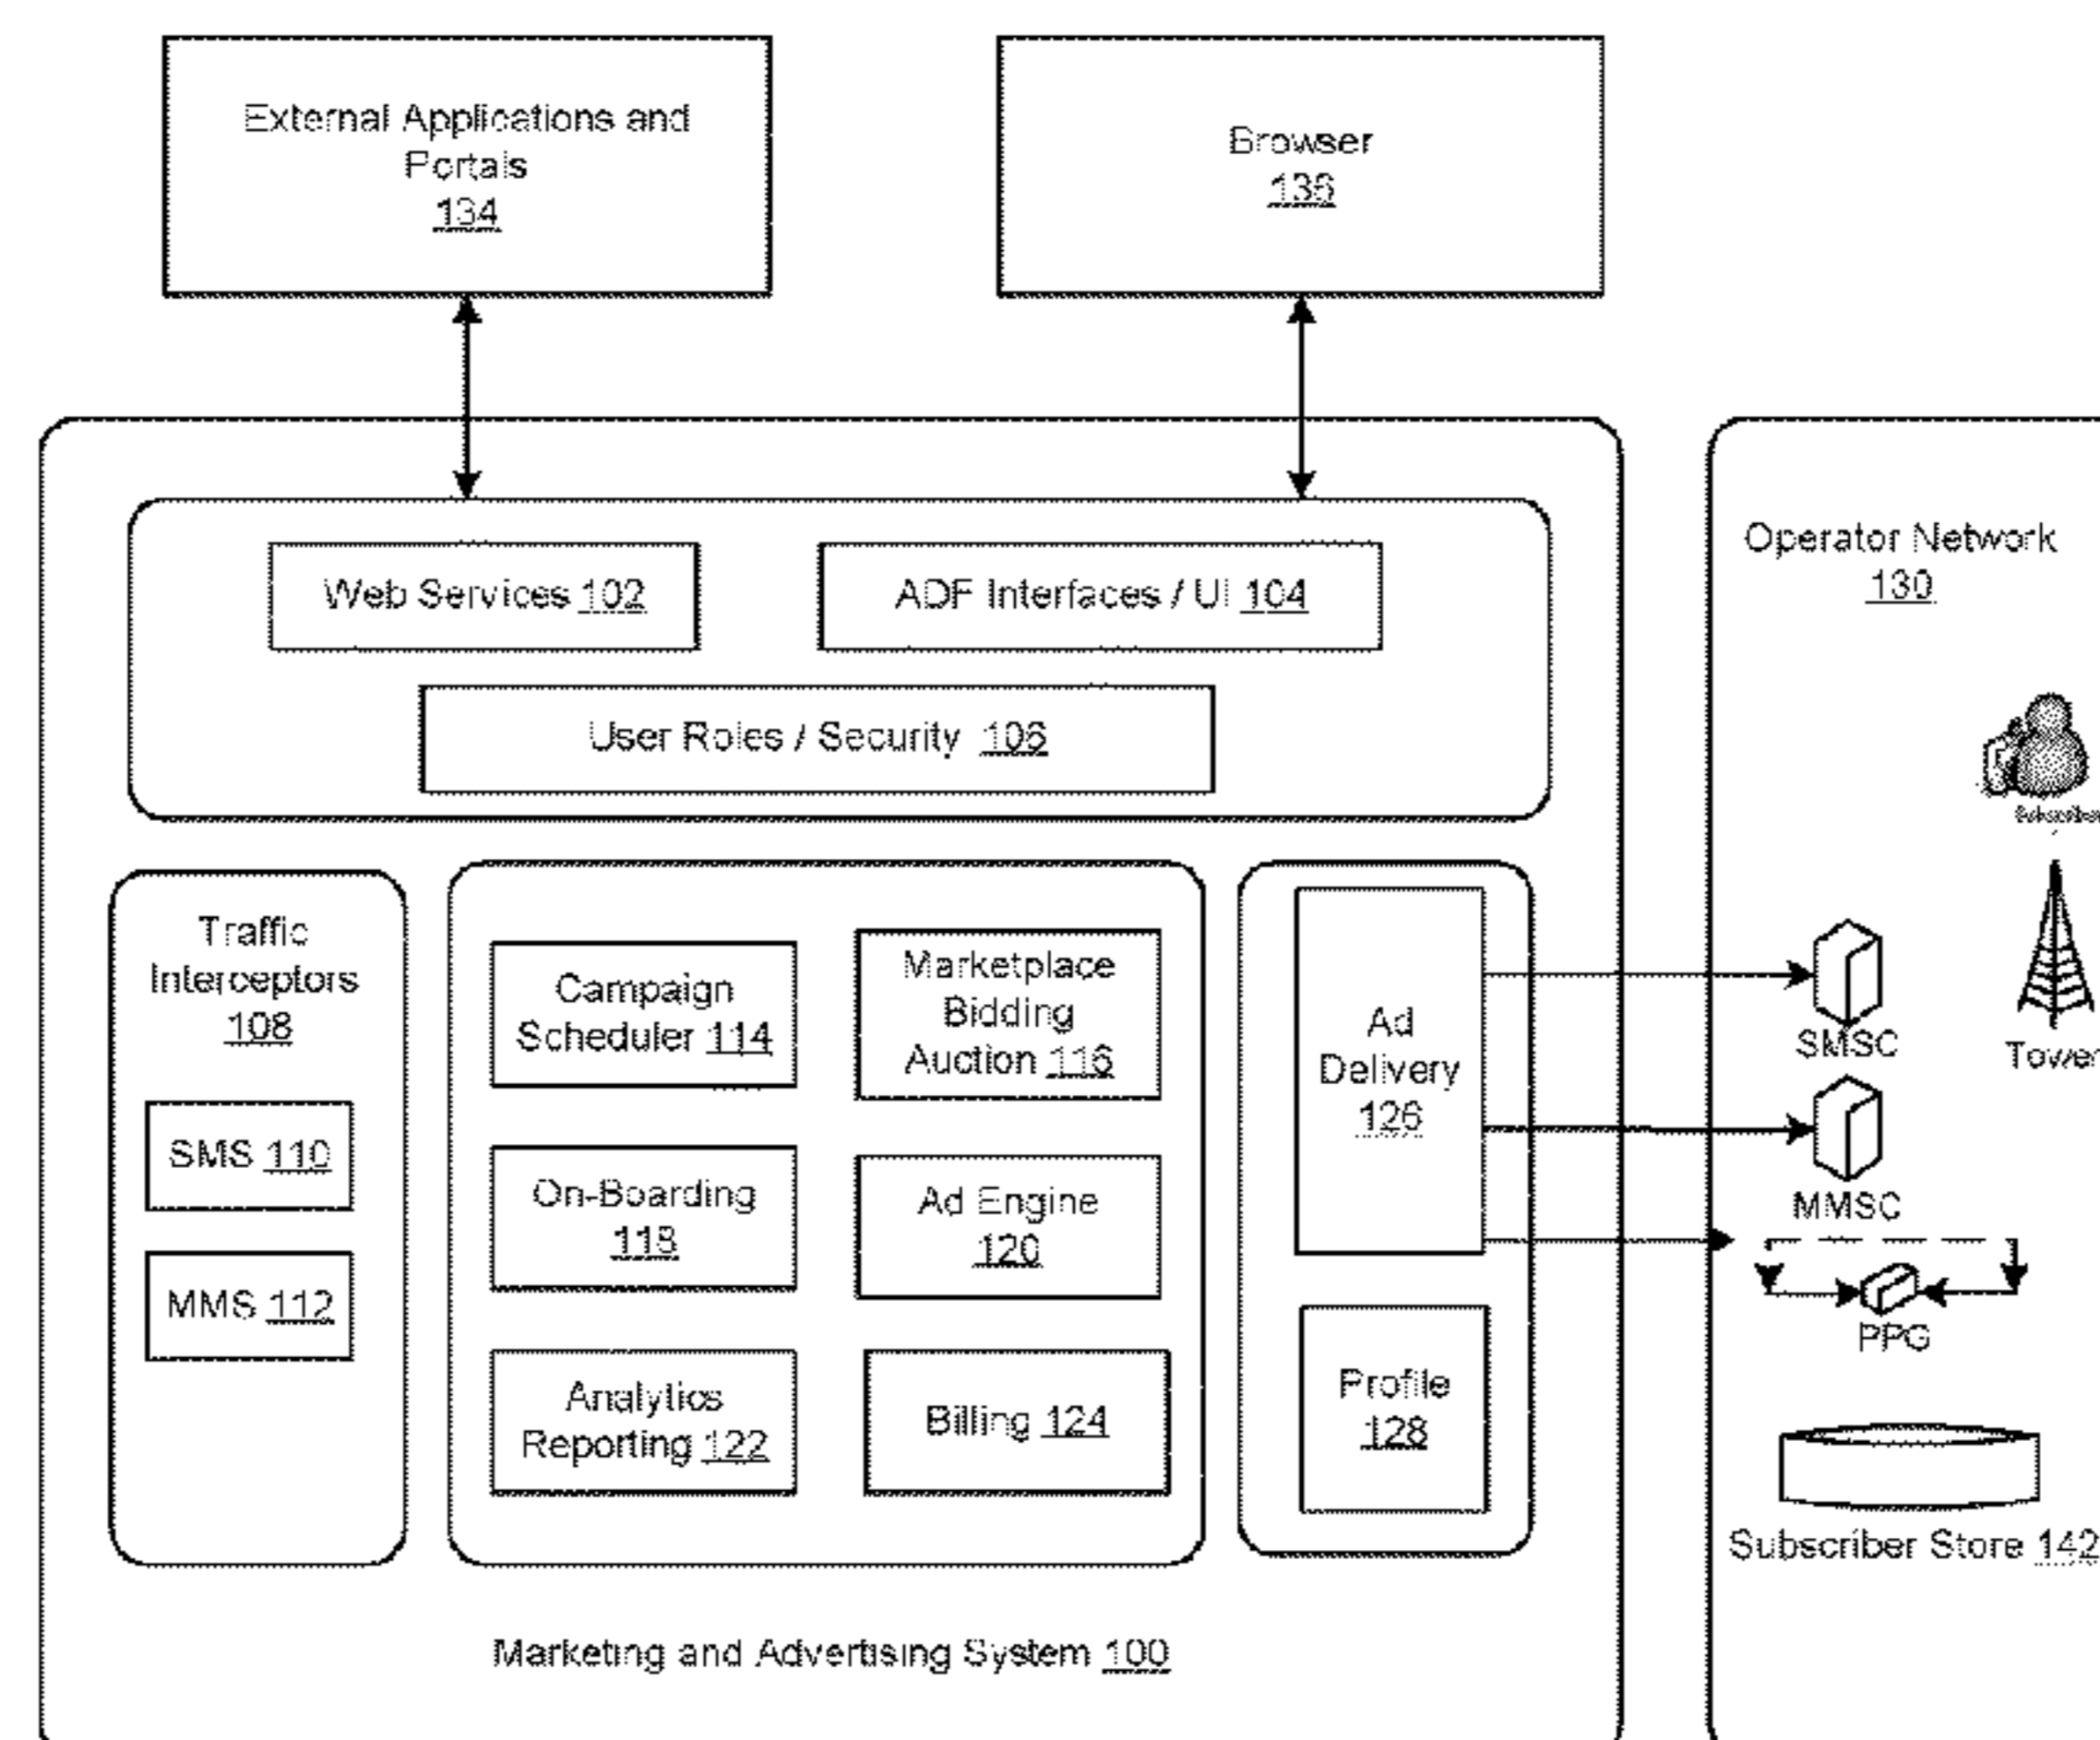 External Applications and
Portals
134
Browser
136
Web Services 102
ADF Interfaces / UI 104
User Roles / Security 106
Operator Network
130
Subscriber
Traffic
Interceptors
108
SMS 110
MMS 112
Campaign
Scheduler 114
Marketplace
Bidding
Auction 116
On-Boarding
118
Ad Engine
120
Analytics
Reporting 122
Billing 124
Ad
Delivery
126
Profile
128
SMSC
Tower
MMSC
PPG
Subscriber Store 142
Marketing and Advertising System 100